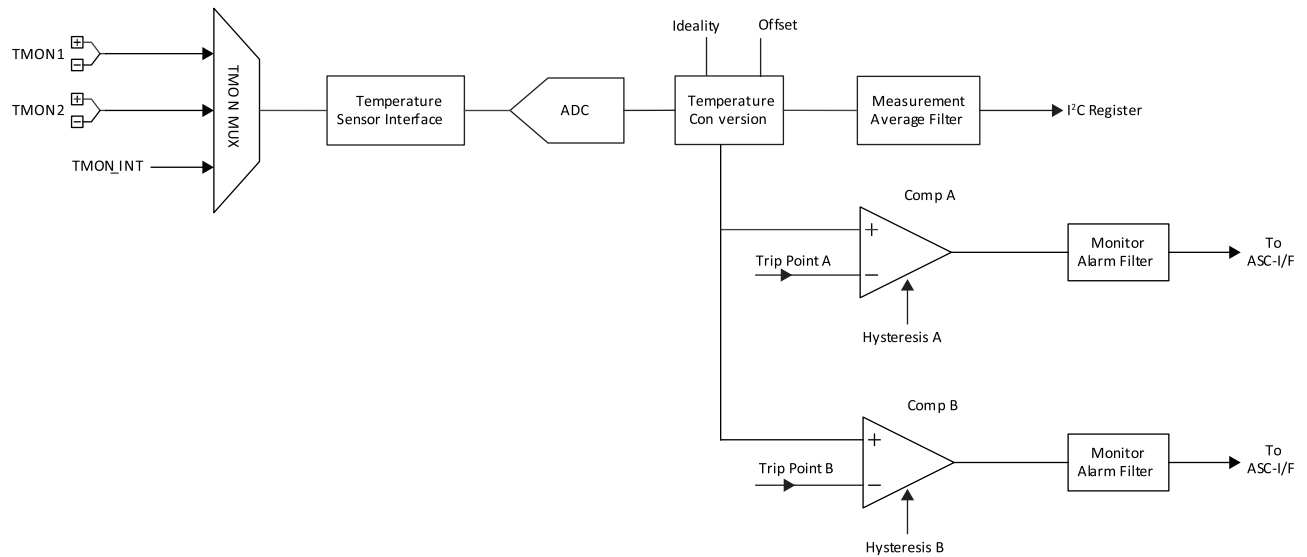 Ideality
Offset
TMON1
+
−
TMON2
+
−
TMON_INT
TMON MUX
Temperature
Sensor Interface
ADC
Temperature
Con version
Measurement
Average Filter
I²C Register
Comp A
+
−
Trip Point A
Hysteresis A
Monitor
Alarm Filter
To
ASC-I/F
Comp B
+
−
Trip Point B
Hysteresis B
Monitor
Alarm Filter
To
ASC-I/F